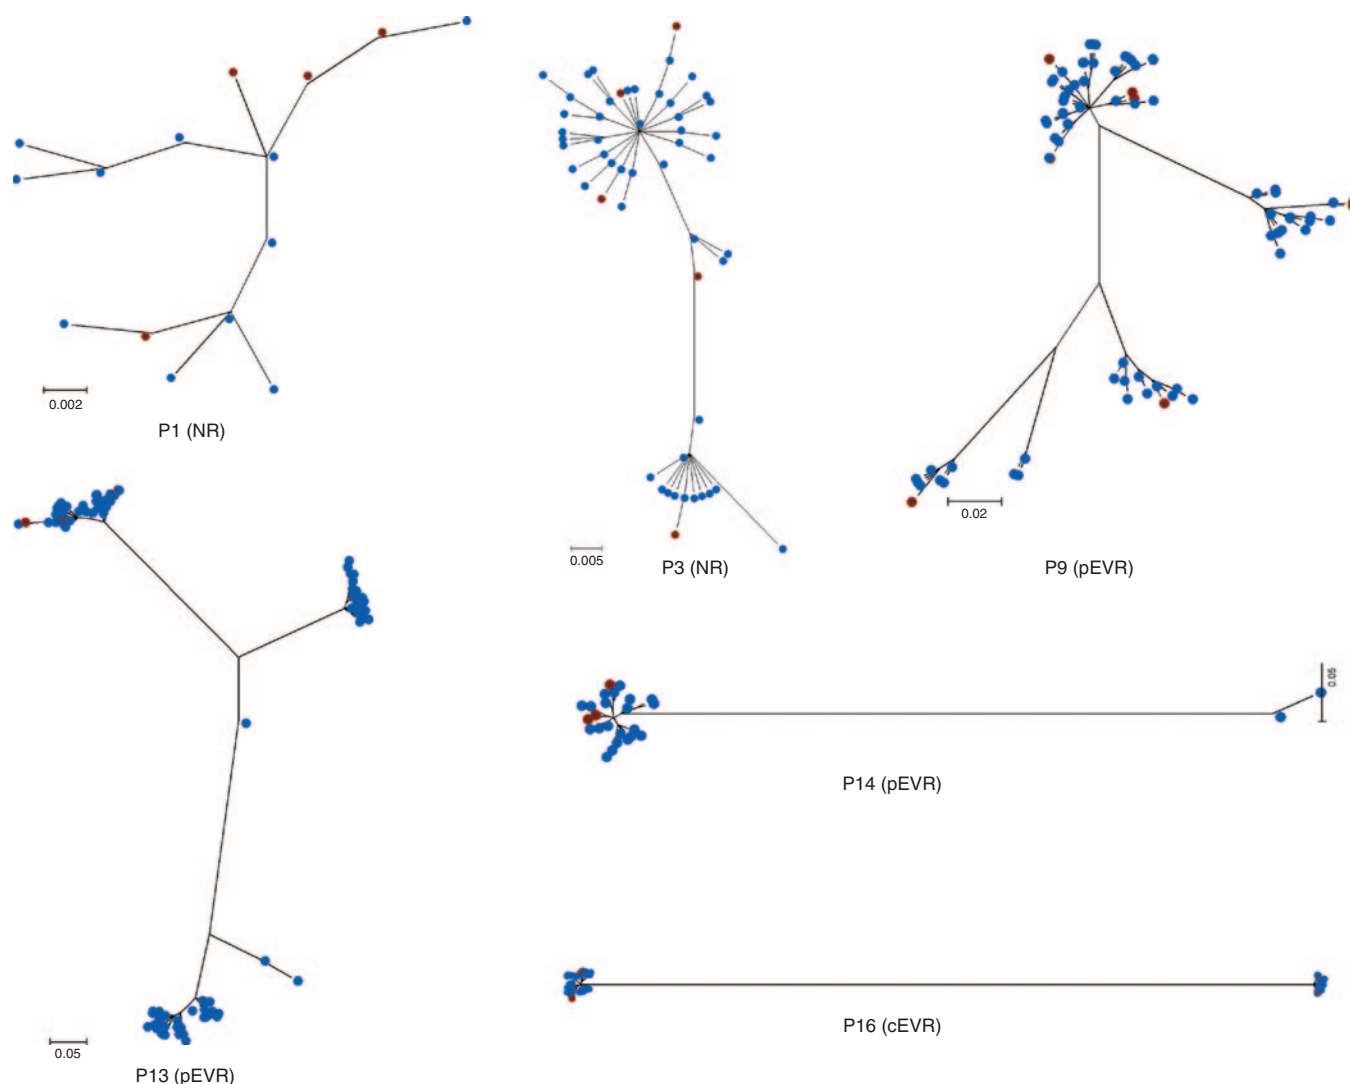 0.002
P1 (NR)
0.005
P3 (NR)
0.02
P9 (pEVR)
0.05
P13 (pEVR)
0.05
P14 (pEVR)
P16 (cEVR)